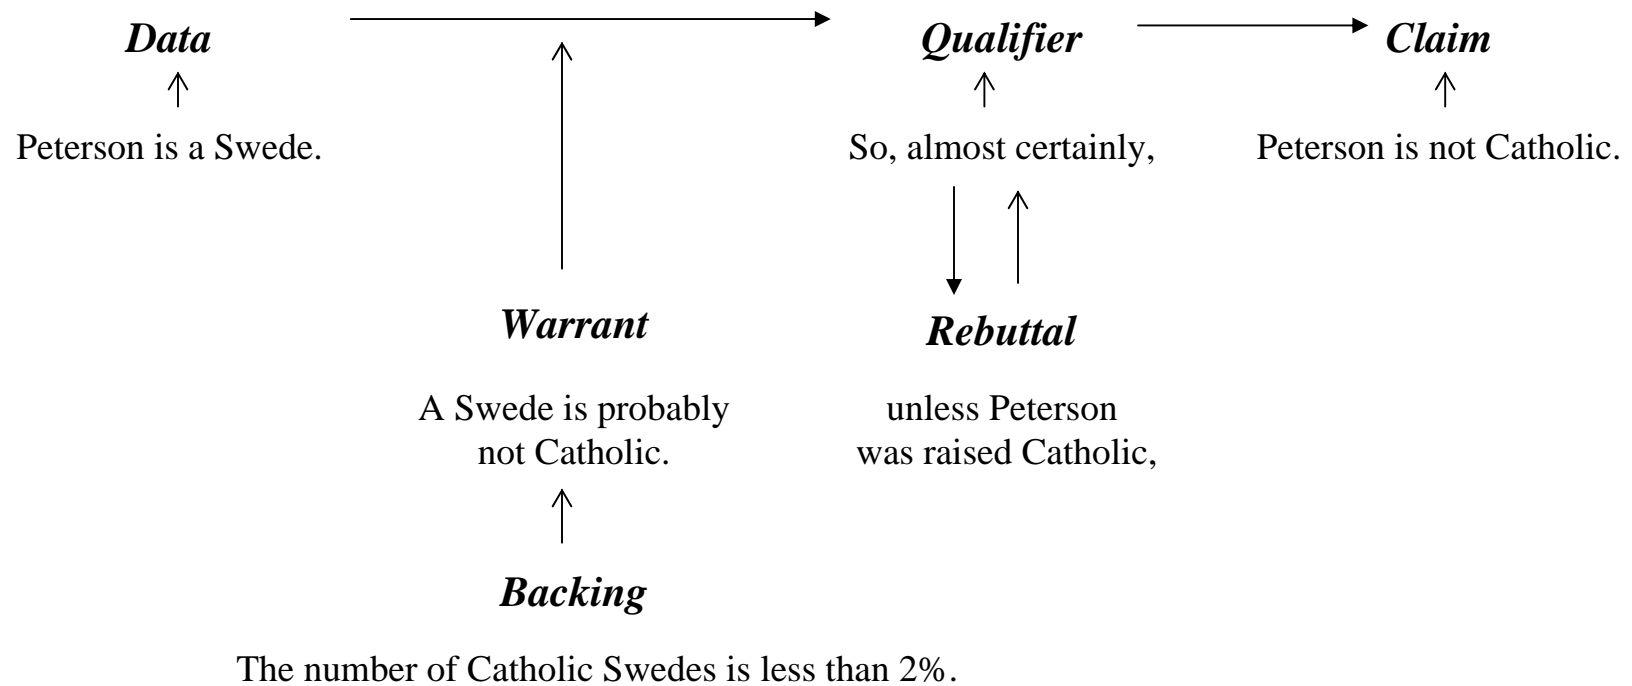 Data
Qualifier
Claim
Peterson is a Swede.
So, almost certainly,
Peterson is not Catholic.
Warrant
Rebuttal
A Swede is probably
not Catholic.
unless Peterson
was raised Catholic,
Backing
The number of Catholic Swedes is less than 2%.